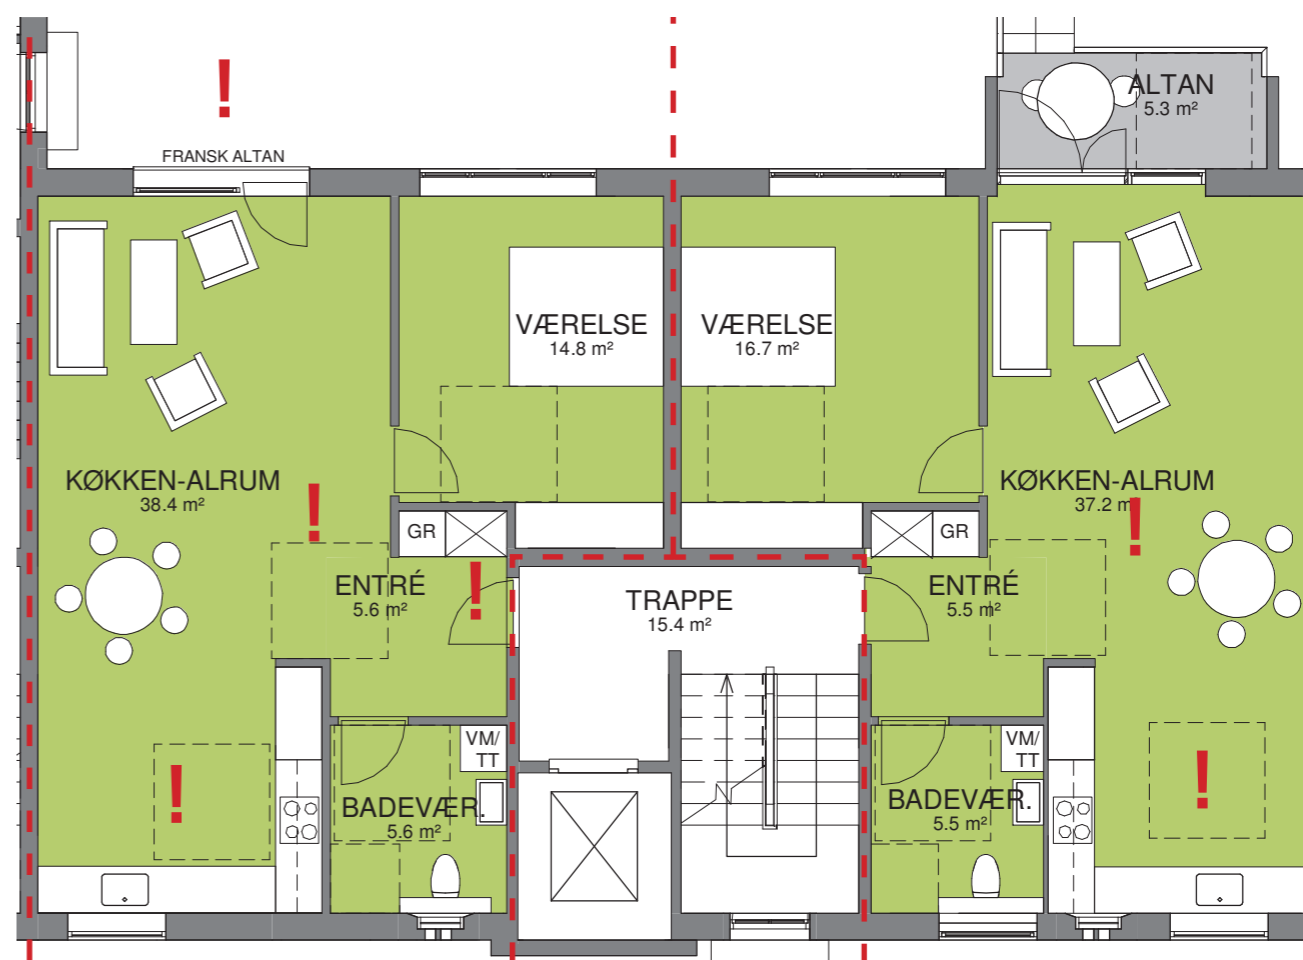 ALTAN
5.3 m²
FRANSK ALTAN
VÆRELSE
14.8 m²
VÆRELSE
16.7 m²
KØKKEN-ALRUM
38.4 m²
KØKKEN-ALRUM
37.2 m
GR
GR
ENTRÉ
5.6 m²
TRAPPE
15.4 m²
ENTRÉ
5.5 m²
VM/
TT
VM/
TT
BADEVÆR.
5.6 m²
BADEVÆR.
5.5 m²
!
!
!
!
!
!